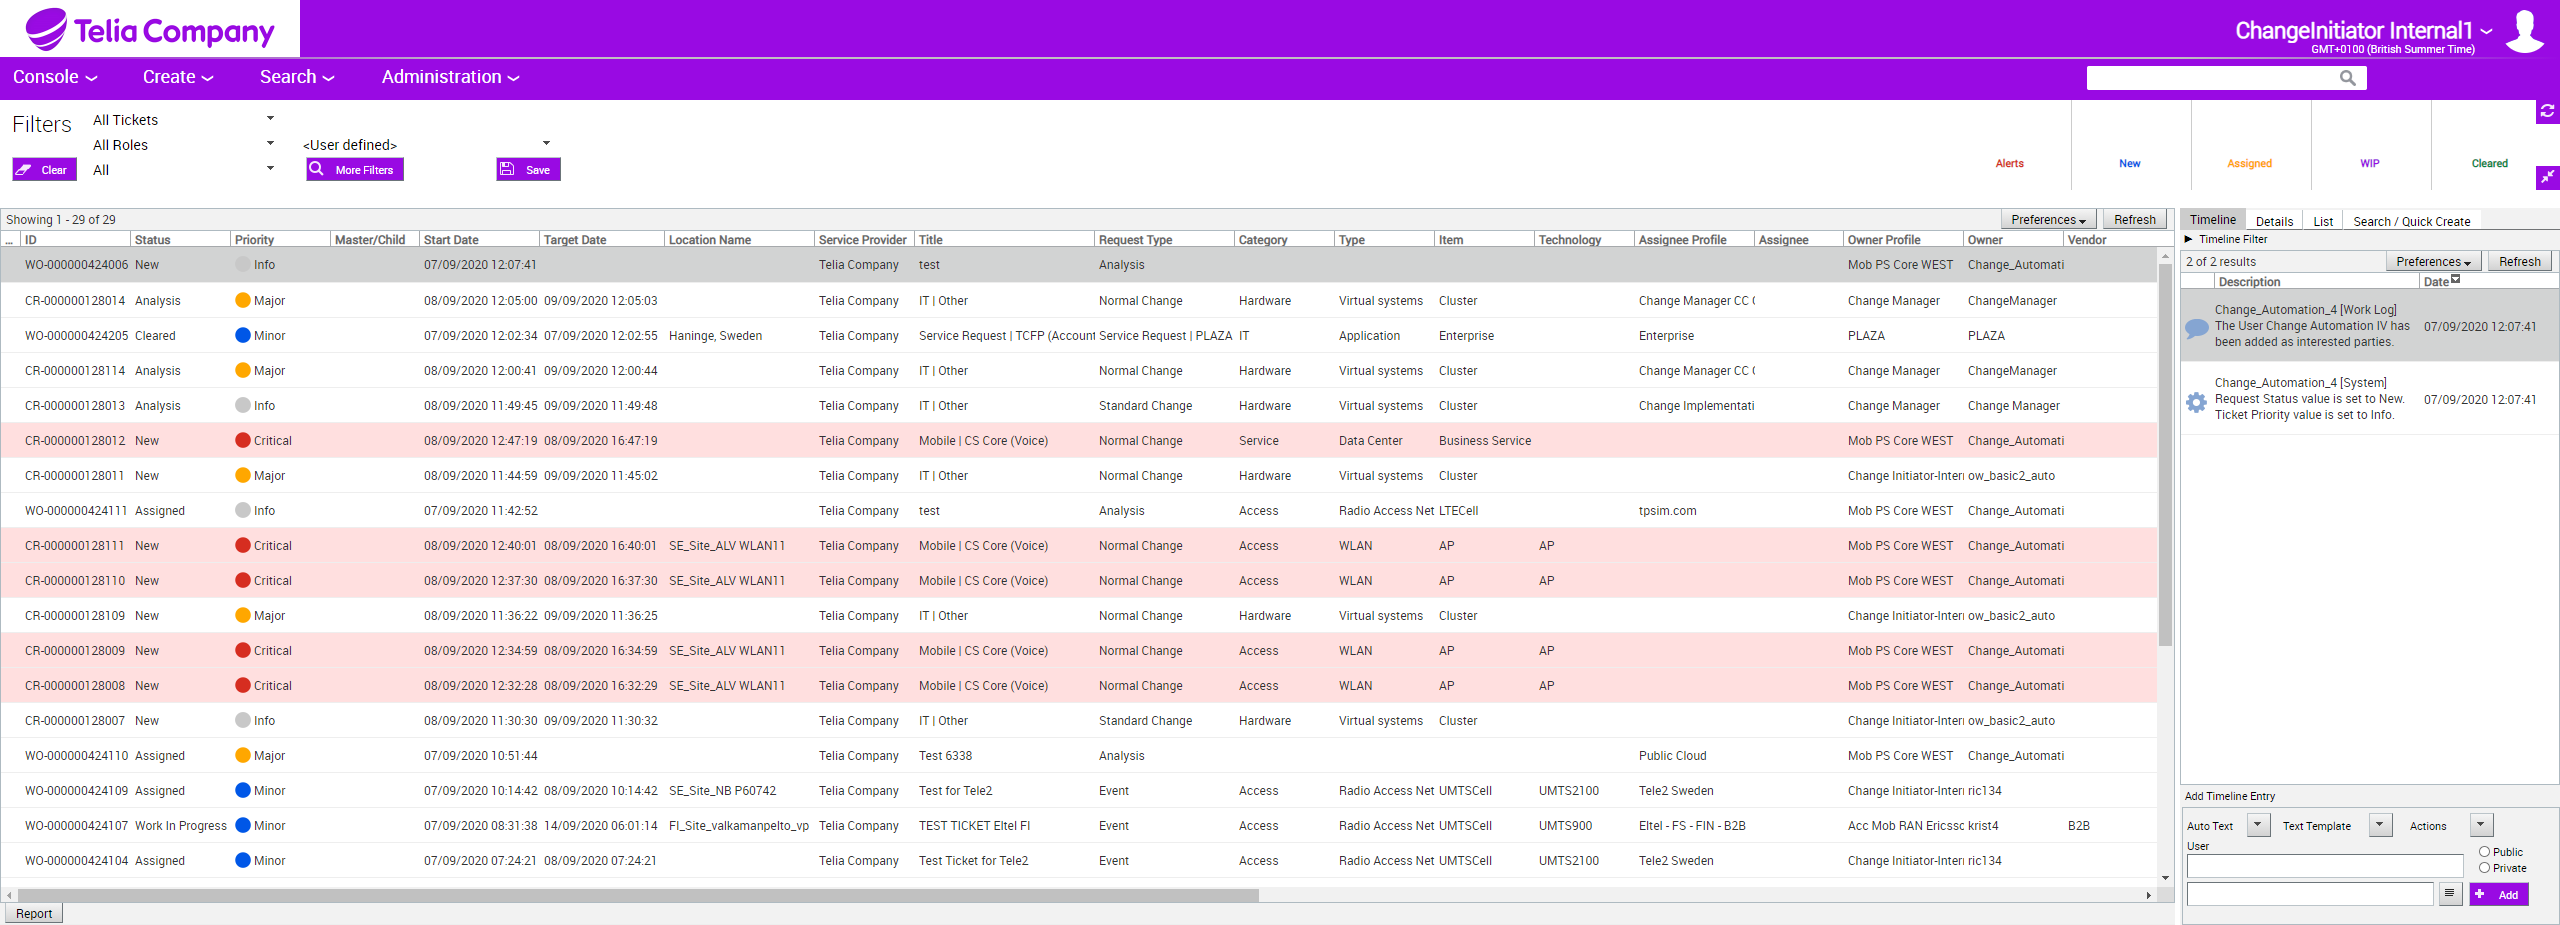 Telia Company
ChangeInitiator Internal1
GMT+0100 (British Summer Time)
Console Create Search Administration
Filters All Tickets
All Roles <User defined>
Clear All More Filters Save
Alerts New Assigned WIP Cleared
Showing 1 - 29 of 29 Preferences Refresh
... ID Status Priority Master/Child Start Date Target Date Location Name Service Provider Title Request Type Category Type Item Technology Assignee Profile Assignee Owner Profile Owner Vendor
WO-000000424006 New Info 07/09/2020 12:07:41 Telia Company test Analysis Mob PS Core WEST Change_Automati
CR-000000128014 Analysis Major 08/09/2020 12:05:00 09/09/2020 12:05:03 Telia Company IT | Other Normal Change Hardware Virtual systems Cluster Change Manager CC C Change Manager ChangeManager
WO-000000424205 Cleared Minor 07/09/2020 12:02:34 07/09/2020 12:02:55 Haninge, Sweden Telia Company Service Request | TCFP (Account Service Request | PLAZA IT Application Enterprise Enterprise PLAZA PLAZA
CR-000000128114 Analysis Major 08/09/2020 12:00:41 09/09/2020 12:00:44 Telia Company IT | Other Normal Change Hardware Virtual systems Cluster Change Manager CC C Change Manager ChangeManager
CR-000000128013 Analysis Info 08/09/2020 11:49:45 09/09/2020 11:49:48 Telia Company IT | Other Standard Change Hardware Virtual systems Cluster Change Implementati Change Manager Change Manager
CR-000000128012 New Critical 08/09/2020 12:47:19 08/09/2020 16:47:19 Telia Company Mobile | CS Core (Voice) Normal Change Service Data Center Business Service Mob PS Core WEST Change_Automati
CR-000000128011 New Major 08/09/2020 11:44:59 09/09/2020 11:45:02 Telia Company IT | Other Normal Change Hardware Virtual systems Cluster Change Initiator-Inter ow_basic2_auto
WO-000000424111 Assigned Info 07/09/2020 11:42:52 Telia Company test Analysis Access Radio Access Net LTECell tpsim.com Mob PS Core WEST Change_Automati
CR-000000128111 New Critical 08/09/2020 12:40:01 08/09/2020 16:40:01 SE_Site_ALV WLAN11 Telia Company Mobile | CS Core (Voice) Normal Change Access WLAN AP AP Mob PS Core WEST Change_Automati
CR-000000128110 New Critical 08/09/2020 12:37:30 08/09/2020 16:37:30 SE_Site_ALV WLAN11 Telia Company Mobile | CS Core (Voice) Normal Change Access WLAN AP AP Mob PS Core WEST Change_Automati
CR-000000128109 New Major 08/09/2020 11:36:22 09/09/2020 11:36:25 Telia Company IT | Other Normal Change Hardware Virtual systems Cluster Change Initiator-Inter ow_basic2_auto
CR-000000128009 New Critical 08/09/2020 12:34:59 08/09/2020 16:34:59 SE_Site_ALV WLAN11 Telia Company Mobile | CS Core (Voice) Normal Change Access WLAN AP AP Mob PS Core WEST Change_Automati
CR-000000128008 New Critical 08/09/2020 12:32:28 08/09/2020 16:32:29 SE_Site_ALV WLAN11 Telia Company Mobile | CS Core (Voice) Normal Change Access WLAN AP AP Mob PS Core WEST Change_Automati
CR-000000128007 New Info 08/09/2020 11:30:30 09/09/2020 11:30:32 Telia Company IT | Other Standard Change Hardware Virtual systems Cluster Change Initiator-Inter ow_basic2_auto
WO-000000424110 Assigned Major 07/09/2020 10:51:44 Telia Company Test 6338 Analysis Public Cloud Mob PS Core WEST Change_Automati
WO-000000424109 Assigned Minor 07/09/2020 10:14:42 08/09/2020 10:14:42 SE_Site_NB P60742 Telia Company Test for Tele2 Event Access Radio Access Net UMTSCell UMTS2100 Tele2 Sweden Change Initiator-Inter ric134
WO-000000424107 Work In Progress Minor 07/09/2020 08:31:38 14/09/2020 06:01:14 FI_Site_valkamanpelto_vp Telia Company TEST TICKET Eltel FI Event Access Radio Access Net UMTSCell UMTS900 Eltel - FS - FIN - B2B Acc Mob RAN Ericssc krist4 B2B
WO-000000424104 Assigned Minor 07/09/2020 07:24:21 08/09/2020 07:24:21 Telia Company Test Ticket for Tele2 Event Access Radio Access Net UMTSCell UMTS2100 Tele2 Sweden Change Initiator-Inter ric134
Report
Timeline Details List Search / Quick Create
Timeline Filter
2 of 2 results Preferences Refresh
Description Date
Change_Automation_4 [Work Log]
The User Change Automation IV has 07/09/2020 12:07:41
been added as interested parties.
Change_Automation_4 [System]
Request Status value is set to New. 07/09/2020 12:07:41
Ticket Priority value is set to Info.
Add Timeline Entry
Auto Text Text Template Actions
User
Public
Private
Add